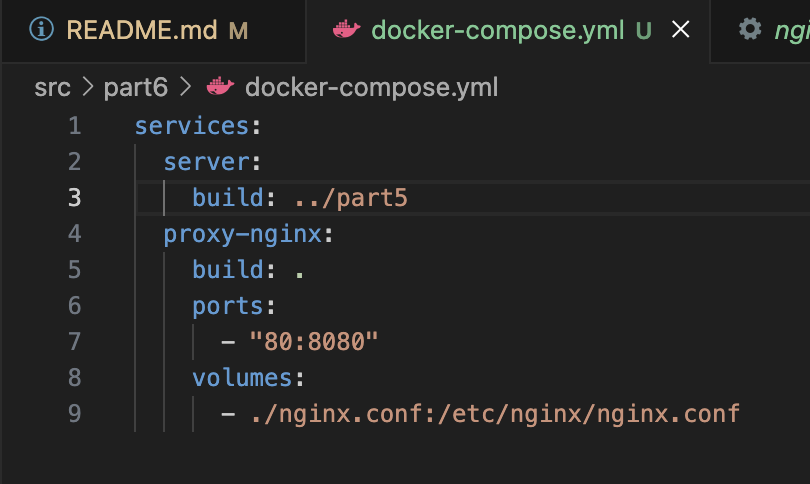 README.md M docker-compose.yml U
src > part6 > docker-compose.yml
1 services:
2   server:
3     build: ../part5
4   proxy-nginx:
5     build: .
6     ports:
7       - "80:8080"
8     volumes:
9       - ./nginx.conf:/etc/nginx/nginx.conf